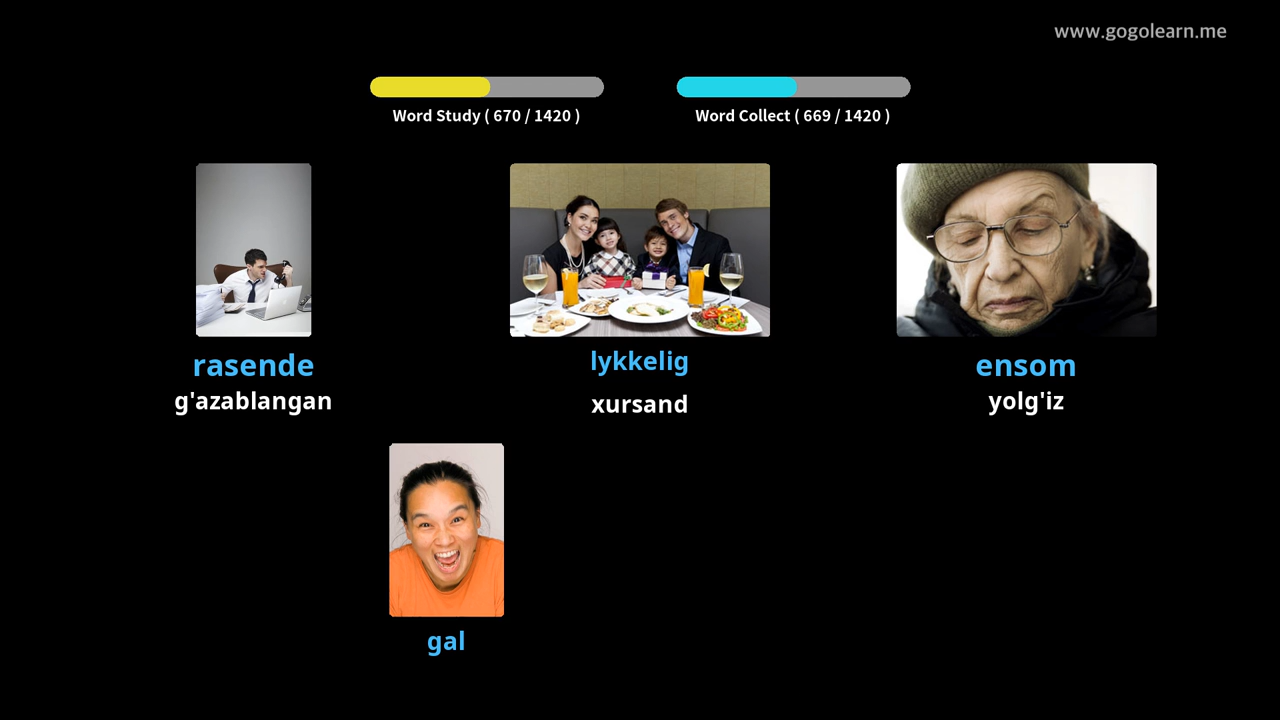 www.gogolearn.me
Word Study ( 670 / 1420 )
Word Collect ( 669 / 1420 )
rasende
g'azablangan
lykkelig
xursand
ensom
yolg'iz
gal